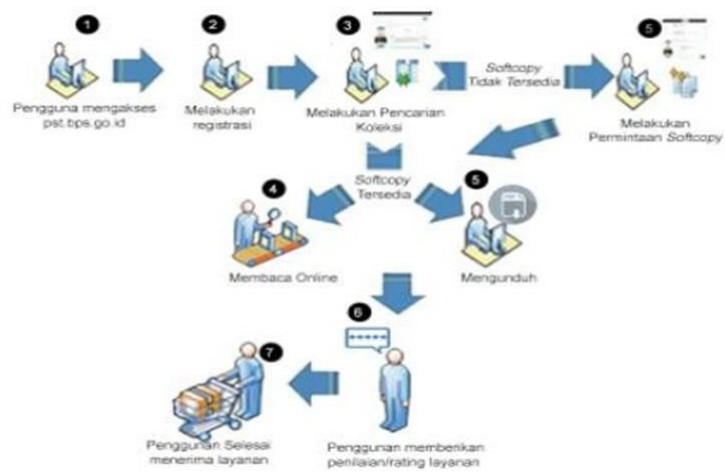 1
Pengguna mengakses
pst.bps.go.id
2
Melakukan
registrasi
3
Melakukan Pencarian
Koleksi
Softcopy
Tidak Tersedia
5
Melakukan
Permintaan Softcopy
Softcopy
Tersedia
4
Membaca Online
5
Mengunduh
6
Penggunan memberikan
penilaian/rating layanan
7
Penggunan Selesai
menerima layanan